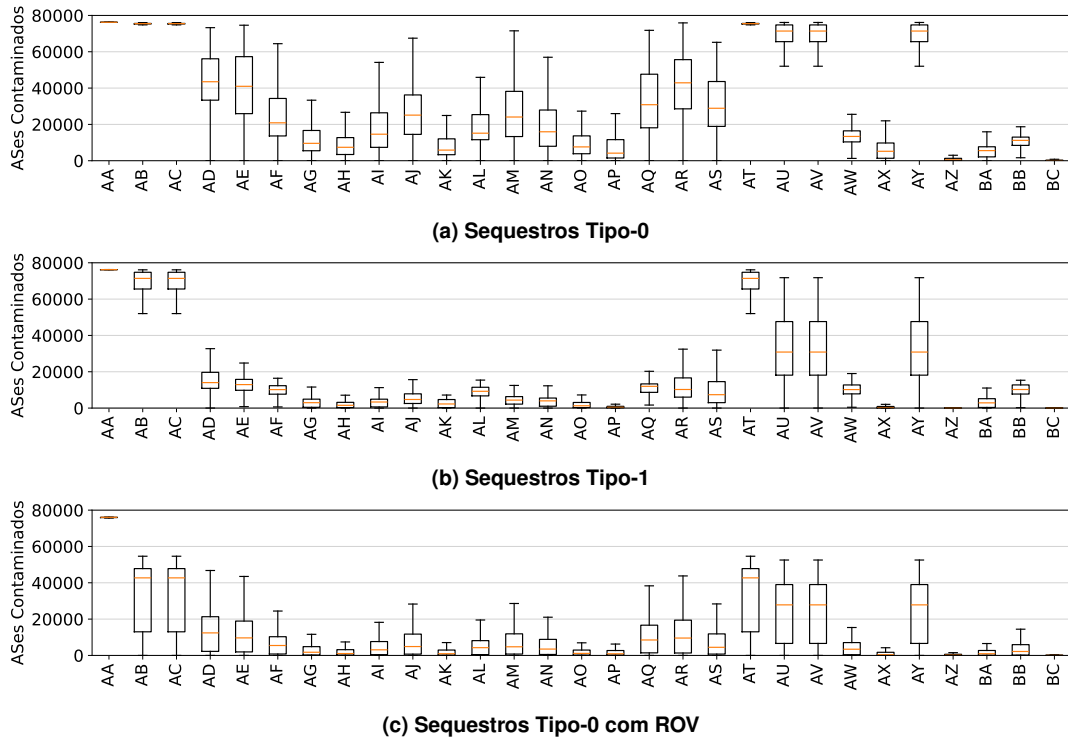 80000
60000
40000
20000
0
ASes Contaminados
AA AB AC AD AE AF AG AH AI AJ AK AL AM AN AO AP AQ AR AS AT AU AV AW AX AY AZ BA BB BC
(a) Sequestros Tipo-0
80000
60000
40000
20000
0
ASes Contaminados
AA AB AC AD AE AF AG AH AI AJ AK AL AM AN AO AP AQ AR AS AT AU AV AW AX AY AZ BA BB BC
(b) Sequestros Tipo-1
80000
60000
40000
20000
0
ASes Contaminados
AA AB AC AD AE AF AG AH AI AJ AK AL AM AN AO AP AQ AR AS AT AU AV AW AX AY AZ BA BB BC
(c) Sequestros Tipo-0 com ROV